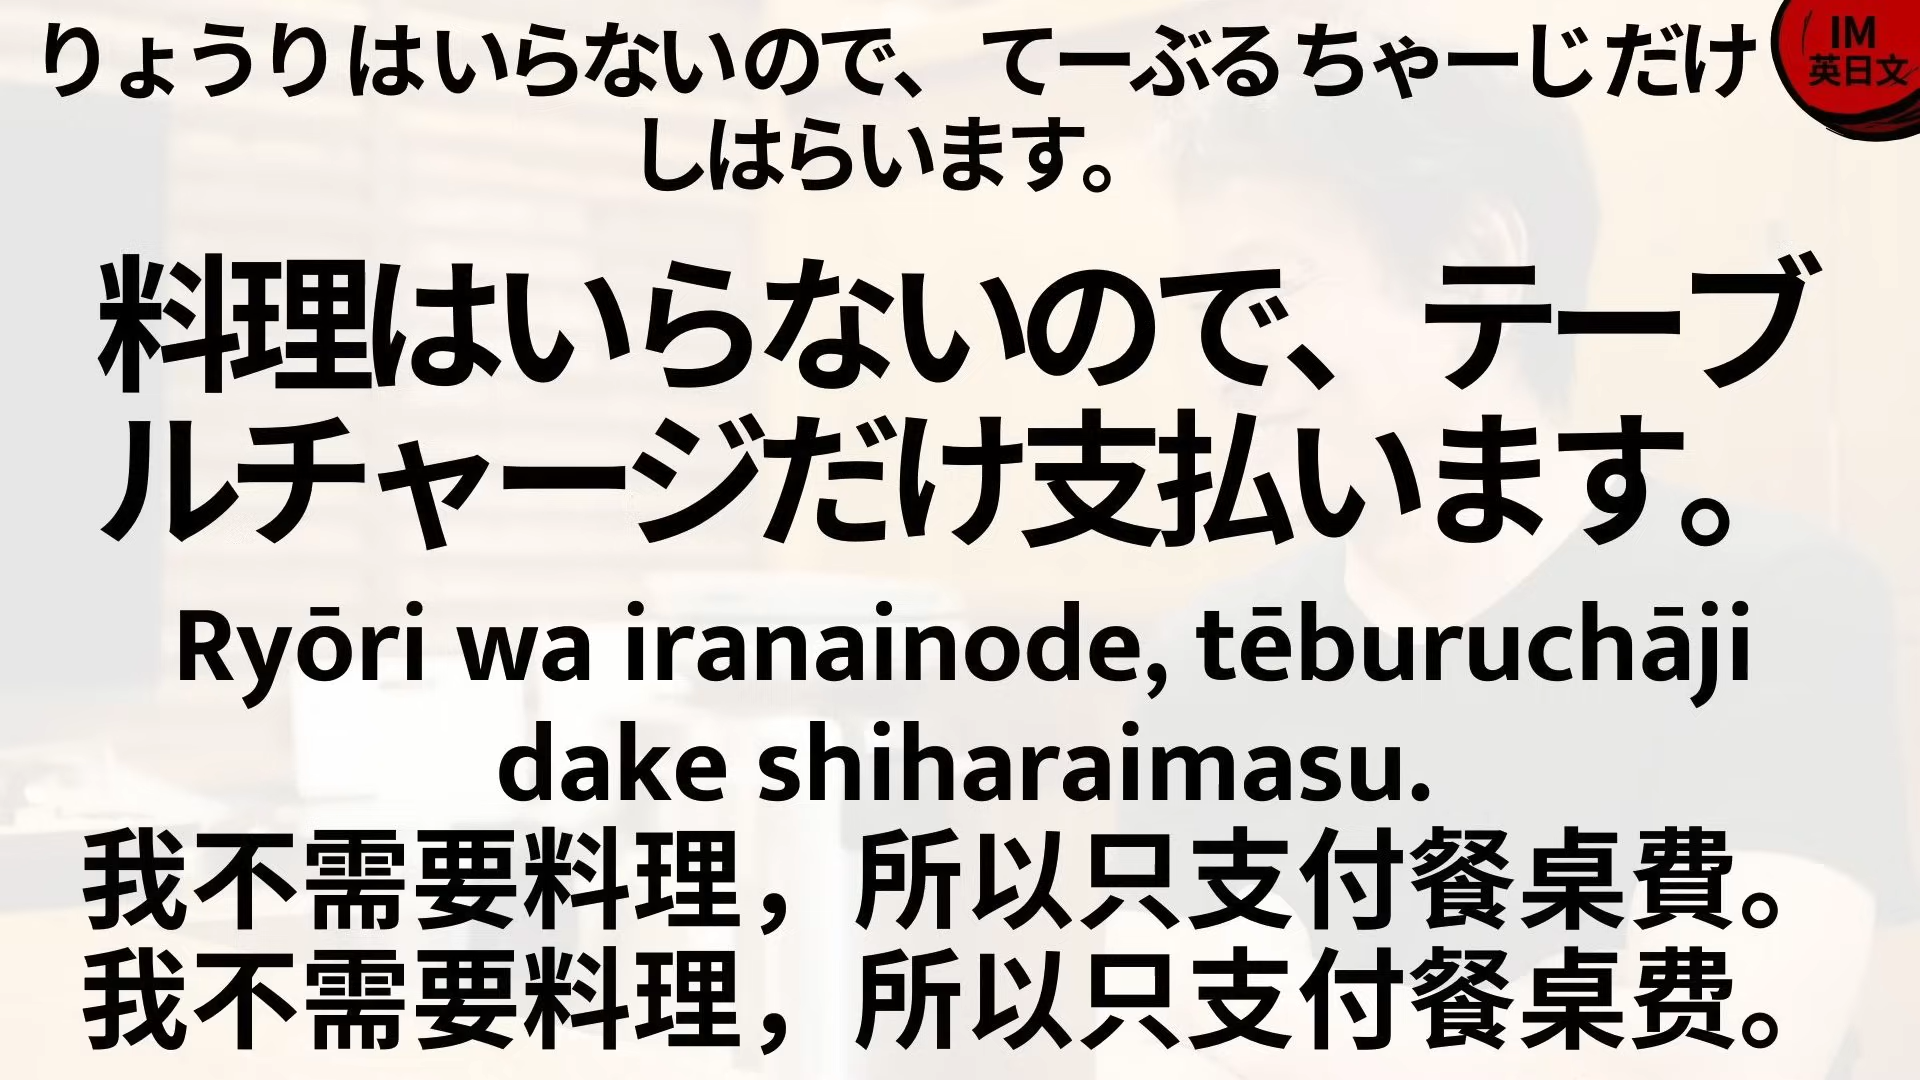 りょうりはいらないので、てーぶるちゃーじだけ
しはらいます。
IM
英日文
料理はいらないので、テーブ
ルチャージだけ支払います。
Ryōri wa iranainode, tēburuchāji
dake shiharaimasu.
我不需要料理，所以只支付餐桌費。
我不需要料理，所以只支付餐桌费。